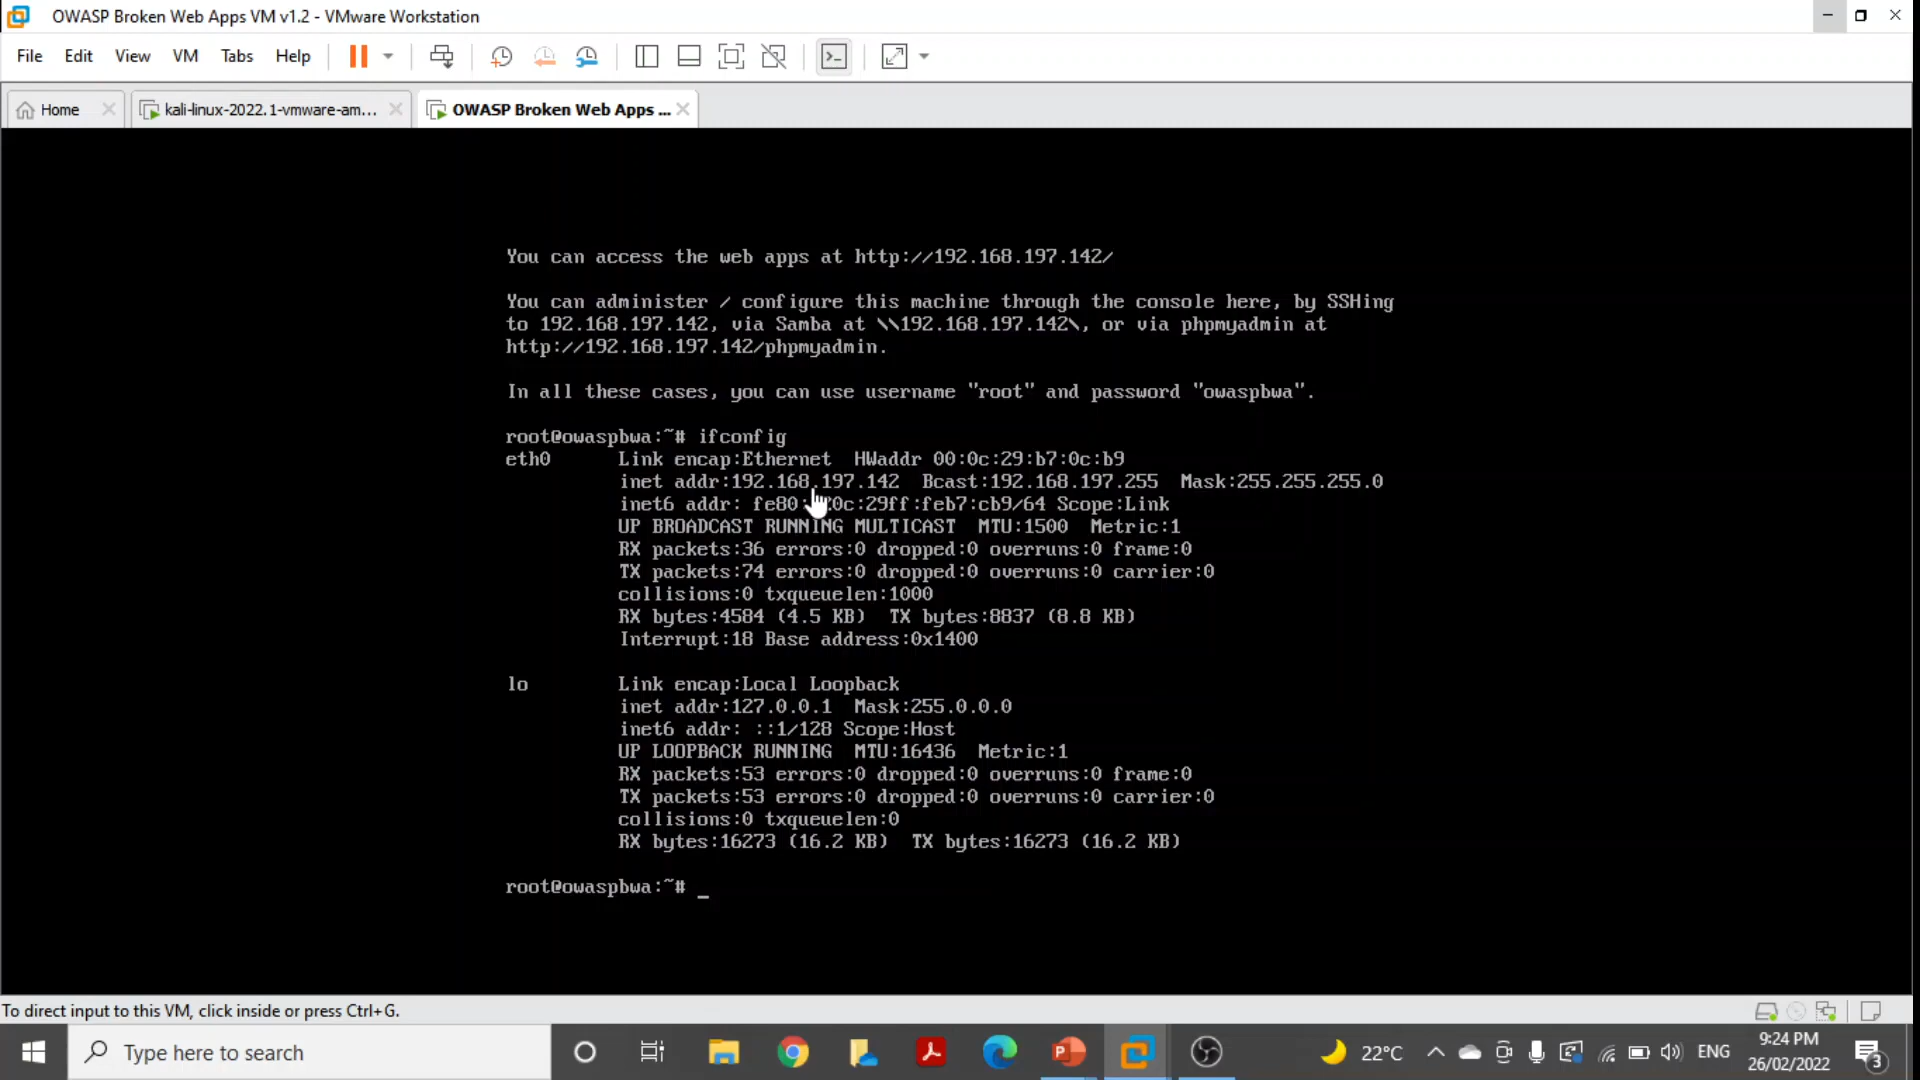 OWASP Broken Web Apps VM v1.2 - VMware Workstation
File Edit View VM Tabs Help
Home kali-linux-2022.1-vmware-am... OWASP Broken Web Apps ...
You can access the web apps at http://192.168.197.142/
You can administer / configure this machine through the console here, by SSHing
to 192.168.197.142, via Samba at \\192.168.197.142\, or via phpmyadmin at
http://192.168.197.142/phpmyadmin.
In all these cases, you can use username "root" and password "owaspbwa".
root@owaspbwa:~# ifconfig
eth0 Link encap:Ethernet HWaddr 00:0c:29:b7:0c:b9
inet addr:192.168.197.142 Bcast:192.168.197.255 Mask:255.255.255.0
inet6 addr: 0c:29ff:feb7:cb9/64 Scope:Link
UP BROADCAST RUNNING MULTICAST MTU:1500 Metric:1
RX packets:36 errors:0 dropped:0 overruns:0 frame:0
TX packets:74 errors:0 dropped:0 overruns:0 carrier:0
collisions:0 txqueuelen:1000
RX bytes:4584 (4.5 KB) TX bytes:8837 (8.8 KB)
Interrupt:18 Base address:0x1400
lo Link encap:Local Loopback
inet addr:127.0.0.1 Mask:255.0.0.0
inet6 addr: ::1/128 Scope:Host
UP LOOPBACK RUNNING MTU:16436 Metric:1
RX packets:53 errors:0 dropped:0 overruns:0 frame:0
TX packets:53 errors:0 dropped:0 overruns:0 carrier:0
collisions:0 txqueuelen:0
RX bytes:16273 (16.2 KB) TX bytes:16273 (16.2 KB)
root@owaspbwa:~# _
To direct input to this VM, click inside or press Ctrl+G.
Type here to search
22°C ENG
9:24 PM
26/02/2022
3